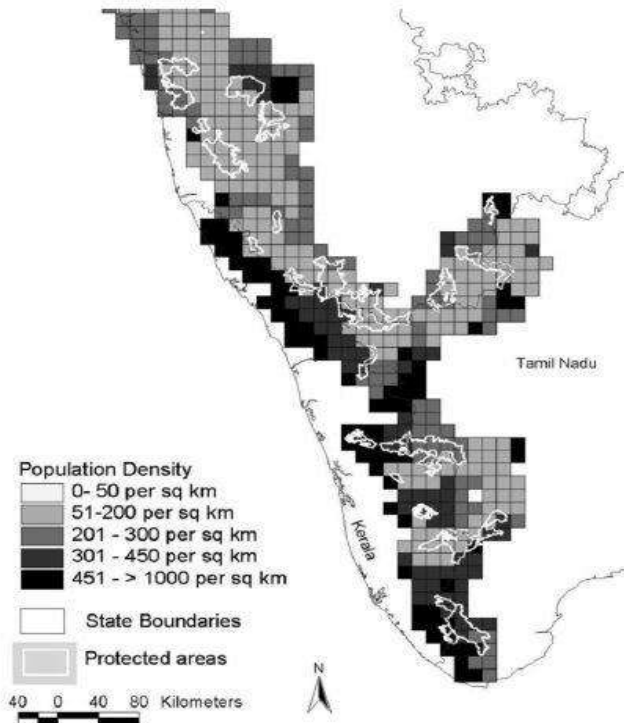 Tamil Nadu
Kerala
Population Density
0- 50 per sq km
51-200 per sq km
201 - 300 per sq km
301 - 450 per sq km
451 - > 1000 per sq km
State Boundaries
Protected areas
N
40 0 40 80 Kilometers